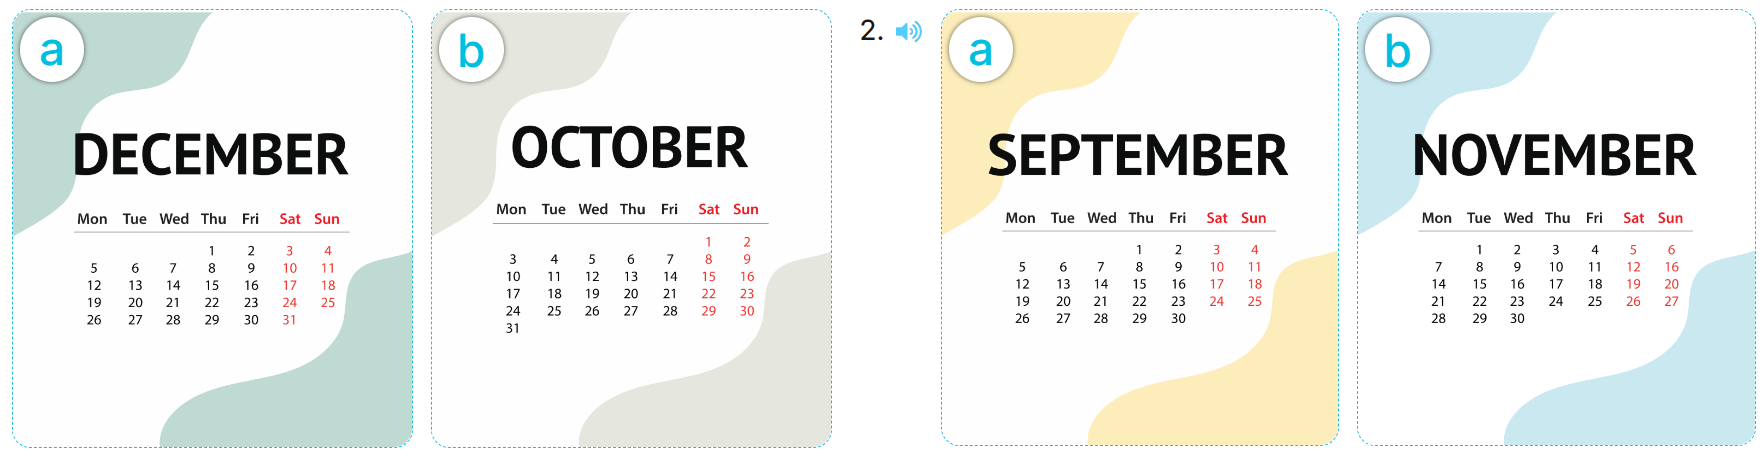 a
DECEMBER
Mon Tue Wed Thu Fri Sat Sun
1 2 3 4
5 6 7 8 9 10 11
12 13 14 15 16 17 18
19 20 21 22 23 24 25
26 27 28 29 30 31
b
OCTOBER
Mon Tue Wed Thu Fri Sat Sun
1 2
3 4 5 6 7 8 9
10 11 12 13 14 15 16
17 18 19 20 21 22 23
24 25 26 27 28 29 30
31
2.
a
SEPTEMBER
Mon Tue Wed Thu Fri Sat Sun
1 2 3 4
5 6 7 8 9 10 11
12 13 14 15 16 17 18
19 20 21 22 23 24 25
26 27 28 29 30
b
NOVEMBER
Mon Tue Wed Thu Fri Sat Sun
1 2 3 4 5 6
7 8 9 10 11 12 16
14 15 16 17 18 19 20
21 22 23 24 25 26 27
28 29 30